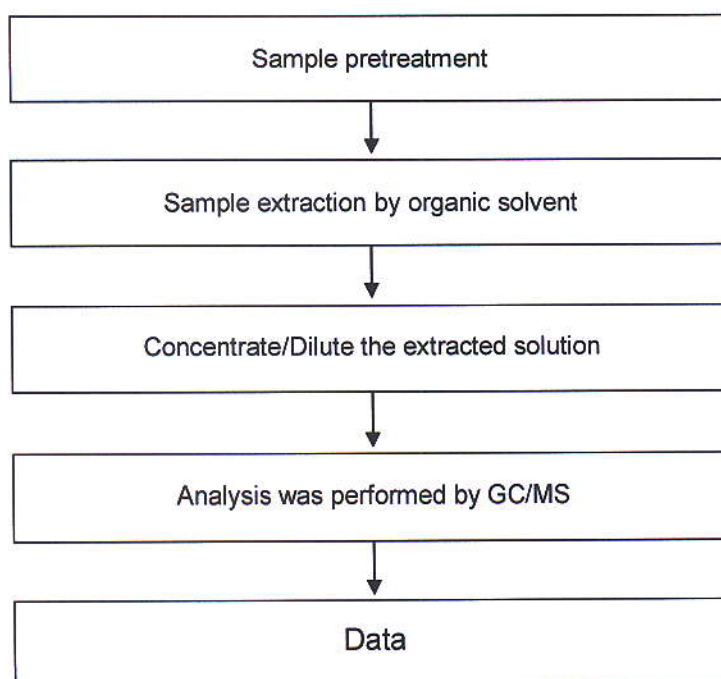 Sample pretreatment
Sample extraction by organic solvent
Concentrate/Dilute the extracted solution
Analysis was performed by GC/MS
Data